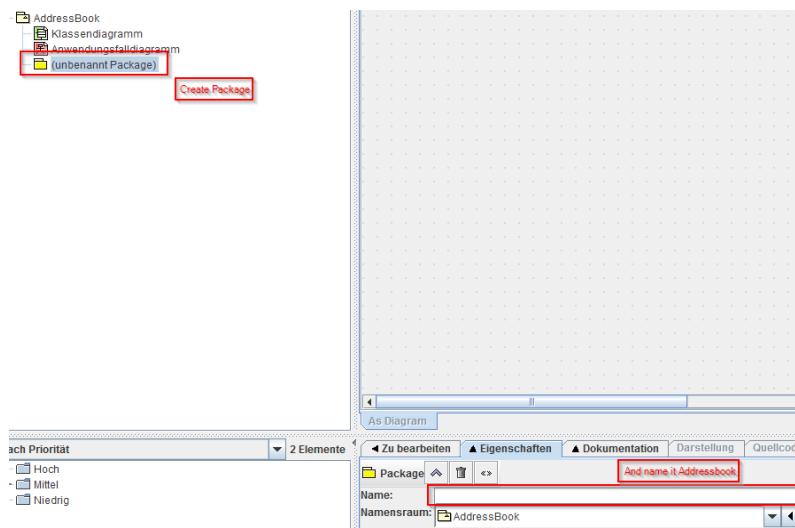 AddressBook
Klassendiagramm
Anwendungsfalldiagramm
(unbenannt Package)
Create Package
As Diagram
ach Priorität
2 Elemente
Hoch
Mittel
Niedrig
Zu bearbeiten
Eigenschaften
Dokumentation
Darstellung
Quellcod
Package
And name it Addressbook
Name:
Namensraum:
AddressBook